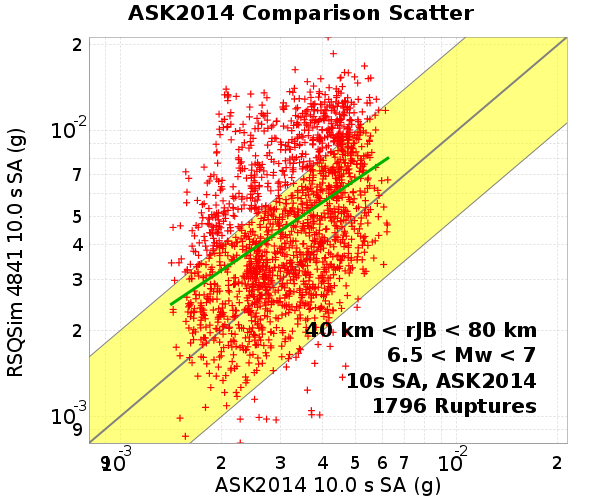 ASK2014 Comparison Scatter
RSQSim 4841 10.0 s SA (g)
2
10-2
7
5
4
3
2
10-3
9
40 km < rJB < 80 km
6.5 < Mw < 7
10s SA, ASK2014
1796 Ruptures
9 10-3 2 3 4 5 6 7 10-2 2
ASK2014 10.0 s SA (g)